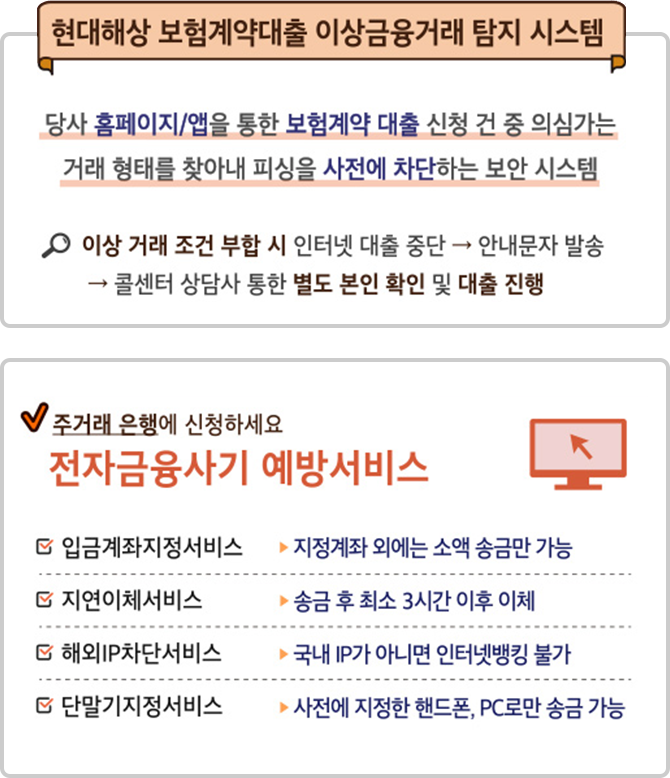 현대해상 보험계약대출 이상금융거래 탐지 시스템
당사 홈페이지/앱을 통한 보험계약 대출 신청 건 중 의심가는
거래 형태를 찾아내 피싱을 사전에 차단하는 보안 시스템
이상 거래 조건 부합 시 인터넷 대출 중단 → 안내문자 발송
→ 콜센터 상담사 통한 별도 본인 확인 및 대출 진행
주거래 은행에 신청하세요
전자금융사기 예방서비스
입금계좌지정서비스 ▶ 지정계좌 외에는 소액 송금만 가능
지연이체서비스 ▶ 송금 후 최소 3시간 이후 이체
해외IP차단서비스 ▶ 국내 IP가 아니면 인터넷뱅킹 불가
단말기지정서비스 ▶ 사전에 지정한 핸드폰, PC로만 송금 가능